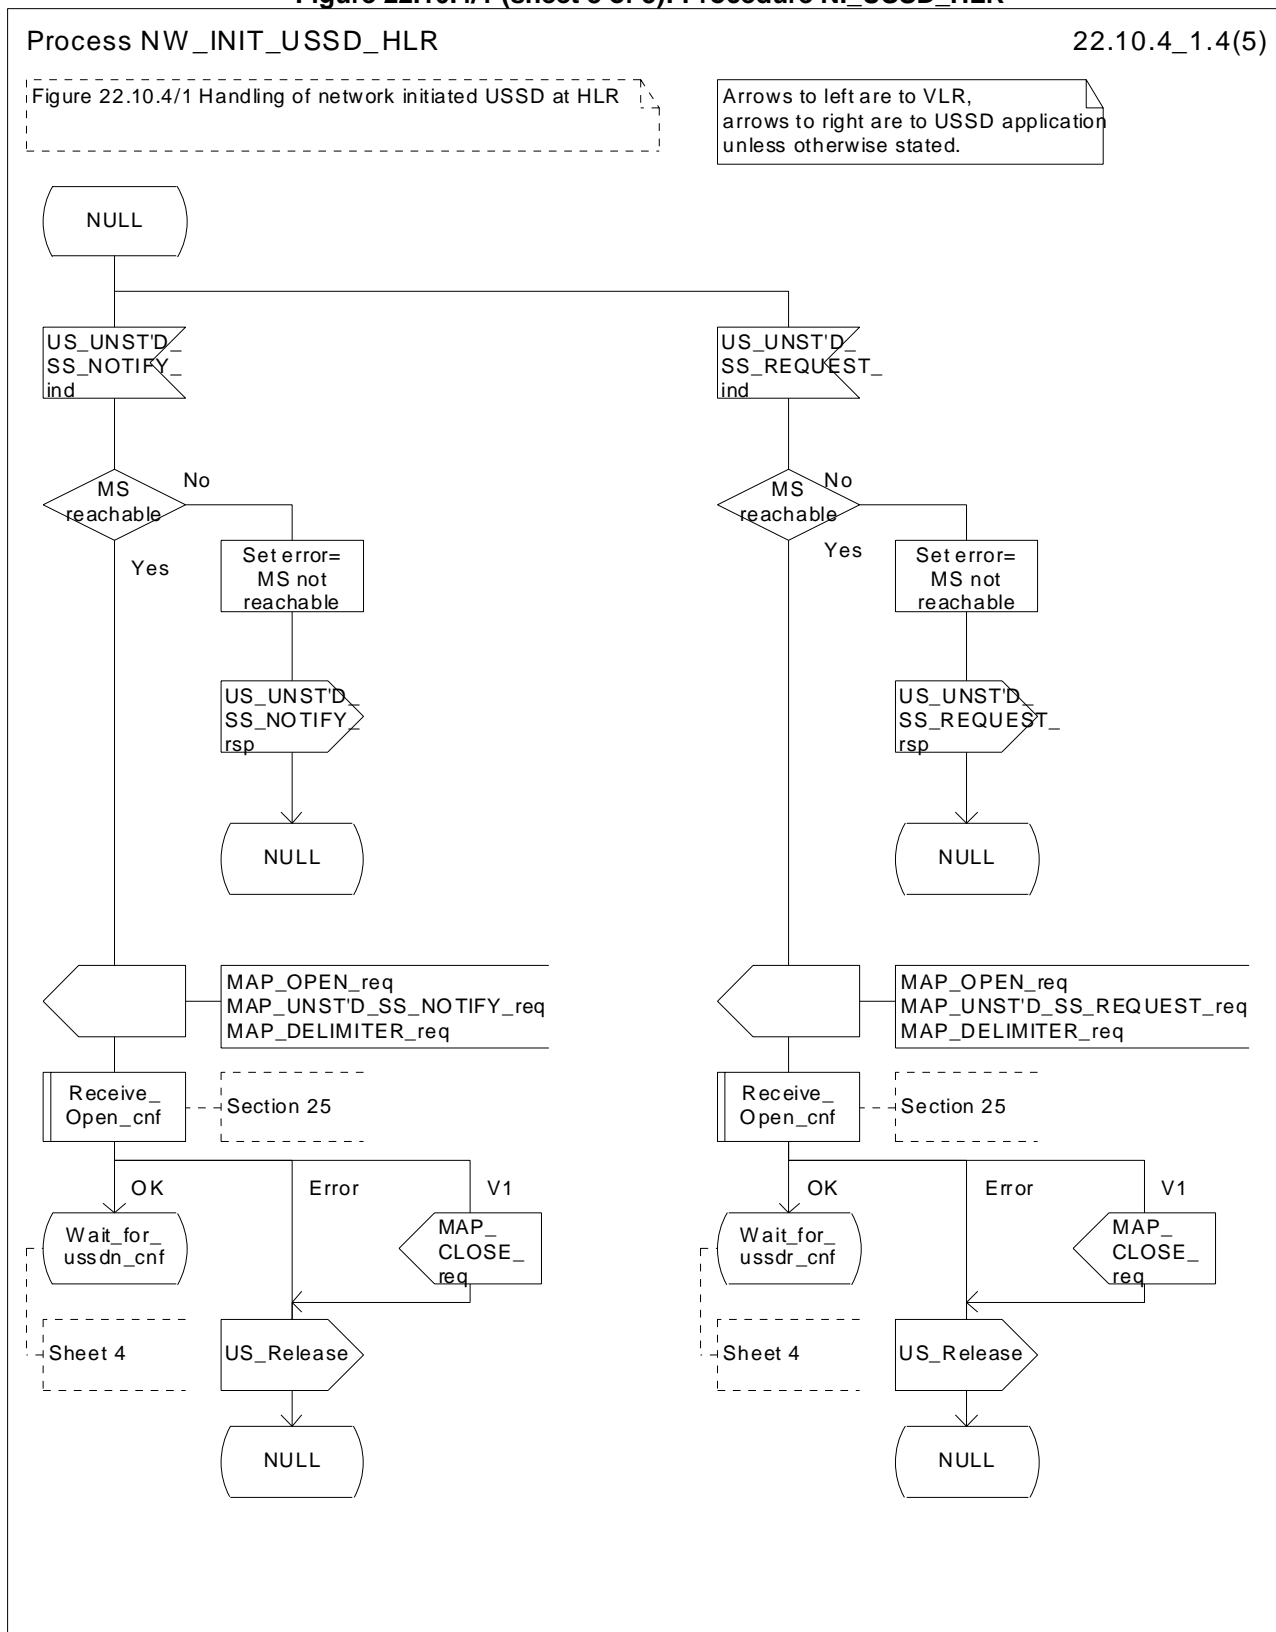 Process NW_INIT_USSD_HLR
22.10.4_1.4(5)
Figure 22.10.4/1 Handling of network initiated USSD at HLR
Arrows to left are to VLR,
arrows to right are to USSD application
unless otherwise stated.
NULL
US_UNST'D_
SS_NOTIFY_
ind
US_UNST'D_
SS_REQUEST_
ind
MS
reachable
No
Yes
MS
reachable
No
Yes
Set error=
MS not
reachable
Set error=
MS not
reachable
US_UNST'D_
SS_NOTIFY_
rsp
US_UNST'D_
SS_REQUEST_
rsp
NULL
NULL
MAP_OPEN_req
MAP_UNST'D_SS_NOTIFY_req
MAP_DELIMITER_req
MAP_OPEN_req
MAP_UNST'D_SS_REQUEST_req
MAP_DELIMITER_req
Receive_
Open_cnf
Section 25
Receive_
Open_cnf
Section 25
OK
Error
V1
OK
Error
V1
Wait_for_
ussdn_cnf
MAP_
CLOSE_
req
Wait_for_
ussdr_cnf
MAP_
CLOSE_
req
Sheet 4
US_Release
Sheet 4
US_Release
NULL
NULL